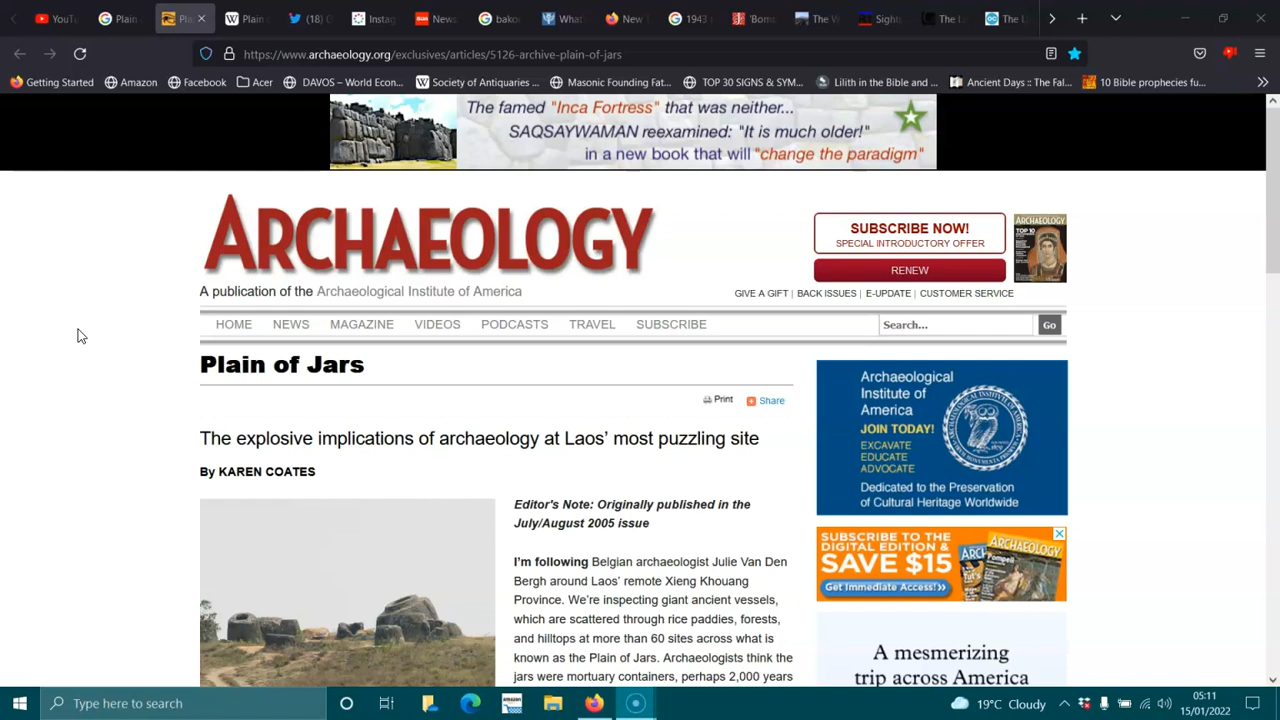 YouTu
Plain
Pla
Plain
(18)
Instag
News
bako
What
New T
1943
'Bom
The W
Sight
The L
The L
https://www.archaeology.org/exclusives/articles/5126-archive-plain-of-jars
Getting Started
Amazon
Facebook
Acer
DAVOS – World Econ...
Society of Antiquaries ...
Masonic Founding Fat...
TOP 30 SIGNS & SYM...
Lilith in the Bible and ...
Ancient Days :: The Fal...
10 Bible prophecies fu...
The famed "Inca Fortress" that was neither...
SAQSAYWAMAN reexamined: "It is much older!"
in a new book that will "change the paradigm"
ARCHAEOLOGY
A publication of the Archaeological Institute of America
SUBSCRIBE NOW!
SPECIAL INTRODUCTORY OFFER
RENEW
ARCHAEOLOGY
TOP 10
GIVE A GIFT | BACK ISSUES | E-UPDATE | CUSTOMER SERVICE
HOME NEWS MAGAZINE VIDEOS PODCASTS TRAVEL SUBSCRIBE
Search... Go
Plain of Jars
Print Share
The explosive implications of archaeology at Laos' most puzzling site
By KAREN COATES
Editor's Note: Originally published in the
July/August 2005 issue
I'm following Belgian archaeologist Julie Van Den
Bergh around Laos' remote Xieng Khouang
Province. We're inspecting giant ancient vessels,
which are scattered through rice paddies, forests,
and hilltops at more than 60 sites across what is
known as the Plain of Jars. Archaeologists think the
jars were mortuary containers, perhaps 2,000 years
Archaeological
Institute of
America
JOIN TODAY!
EXCAVATE
EDUCATE
ADVOCATE
Dedicated to the Preservation
of Cultural Heritage Worldwide
SUBSCRIBE TO THE
DIGITAL EDITION &
SAVE $15
Get Immediate Access!»
ARCHAEOLOGY
Pompeii
A mesmerizing
trip across America
Type here to search
19°C Cloudy
05:11
15/01/2022